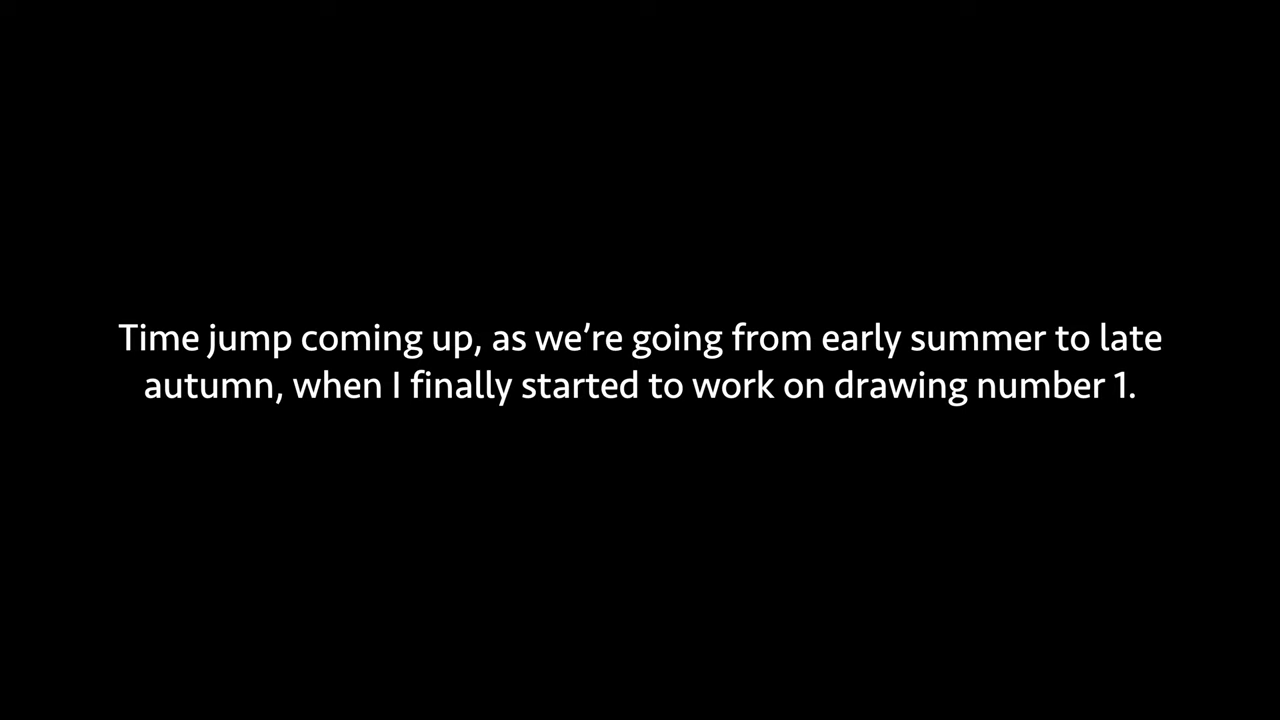 Time jump coming up, as we’re going from early summer to late
autumn, when I finally started to work on drawing number 1.